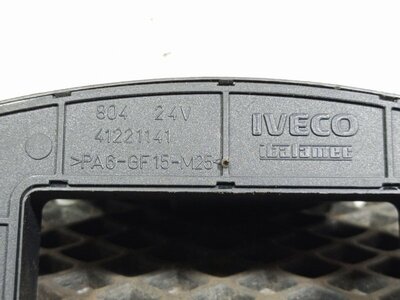 804 24V
41221141
>PA6-GF15-M25<
IVECO
italamec